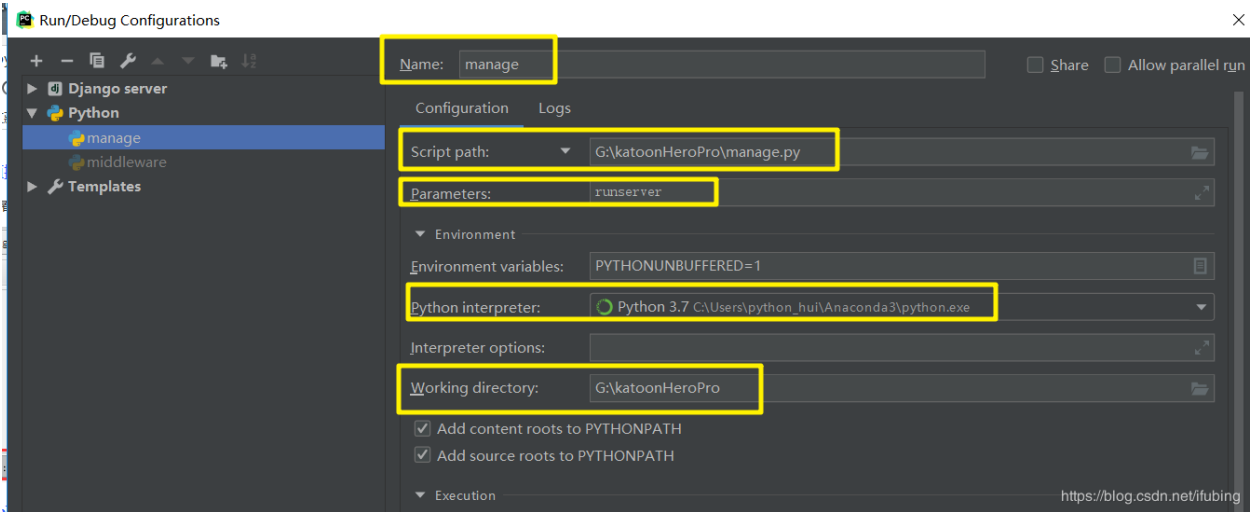 Run/Debug Configurations
Name: manage
Share
Allow parallel run
Django server
Python
manage
middleware
Templates
Configuration Logs
Script path: G:\katoonHeroPro\manage.py
Parameters: runserver
Environment
Environment variables: PYTHONUNBUFFERED=1
Python interpreter: Python 3.7 C:\Users\python_hui\Anaconda3\python.exe
Interpreter options:
Working directory: G:\katoonHeroPro
Add content roots to PYTHONPATH
Add source roots to PYTHONPATH
Execution
https://blog.csdn.net/ifubing